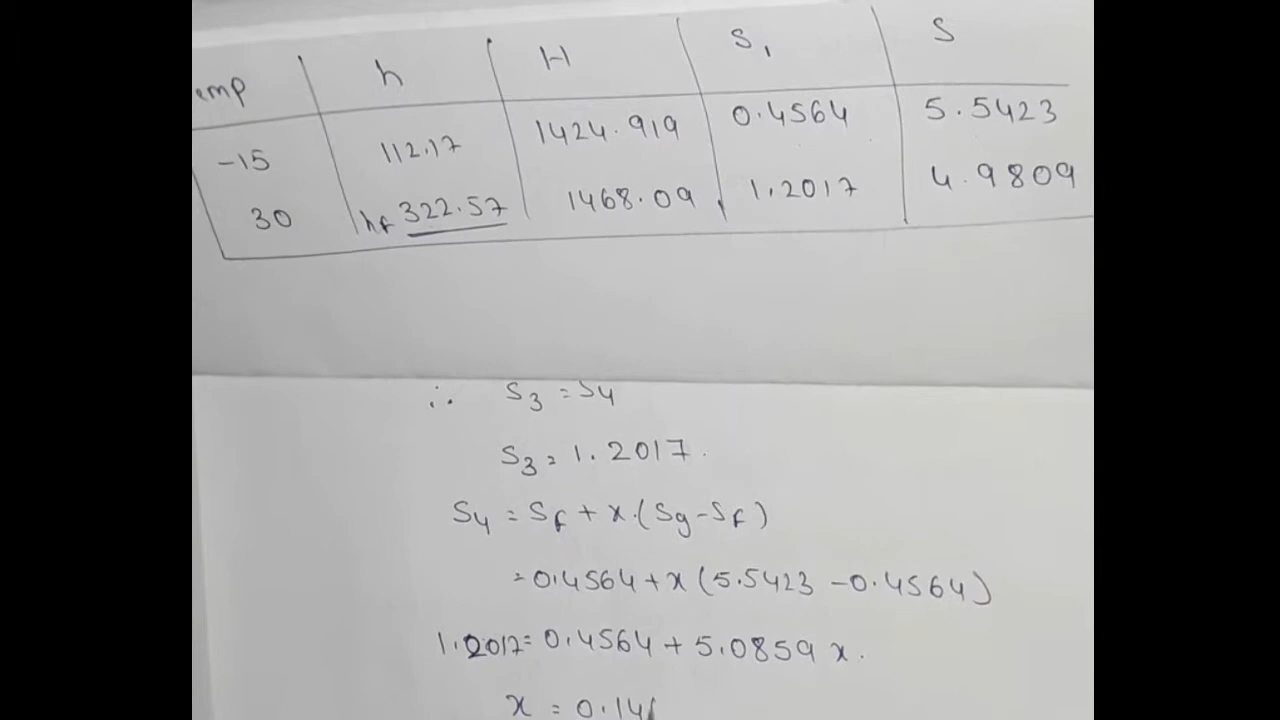 emp h H S₁ S
-15 112.17 1424.919 0.4564 5.5423
30 hf 322.57 1468.09 1.2017 4.9809
∴ S₃ = S₄
S₃ = 1.2017.
S₄ = Sf + x.(Sg - Sf)
= 0.4564 + x (5.5423 - 0.4564)
1.2017 = 0.4564 + 5.0859 x.
x = 0.14